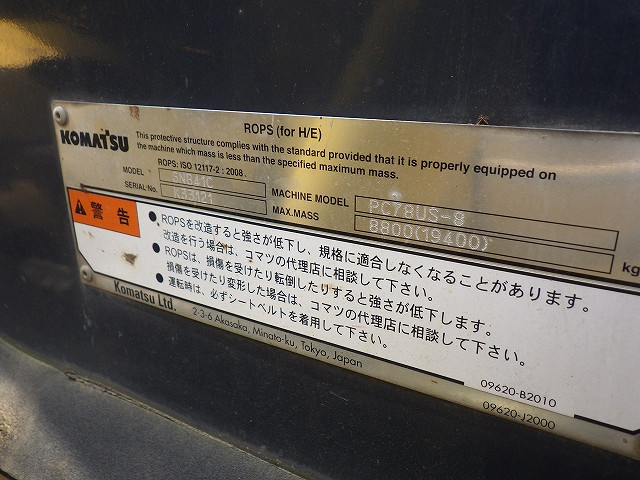 ROPS (for H/E)
KOMATSU
This protective structure complies with the standard provided that it is properly equipped on
the machine which mass is less than the specified maximum mass.
ROPS: ISO 12117-2 : 2008.
MODEL
SERIAL No.
MACHINE MODEL PC78US-8
MAX.MASS 8800(19400) kg
警告
● ROPSを改造すると強さが低下し、規格に適合しなくなることがあります。
改造を行う場合は、コマツの代理店に相談して下さい。
● ROPSは、損傷を受けたり転倒したりすると強さが低下します。
損傷を受けたり変形した場合は、コマツの代理店に相談して下さい。
● 運転時は、必ずシートベルトを着用して下さい。
Komatsu Ltd.
2-3-6 Akasaka, Minato-ku, Tokyo, Japan
09620-B2010
09620-J2000